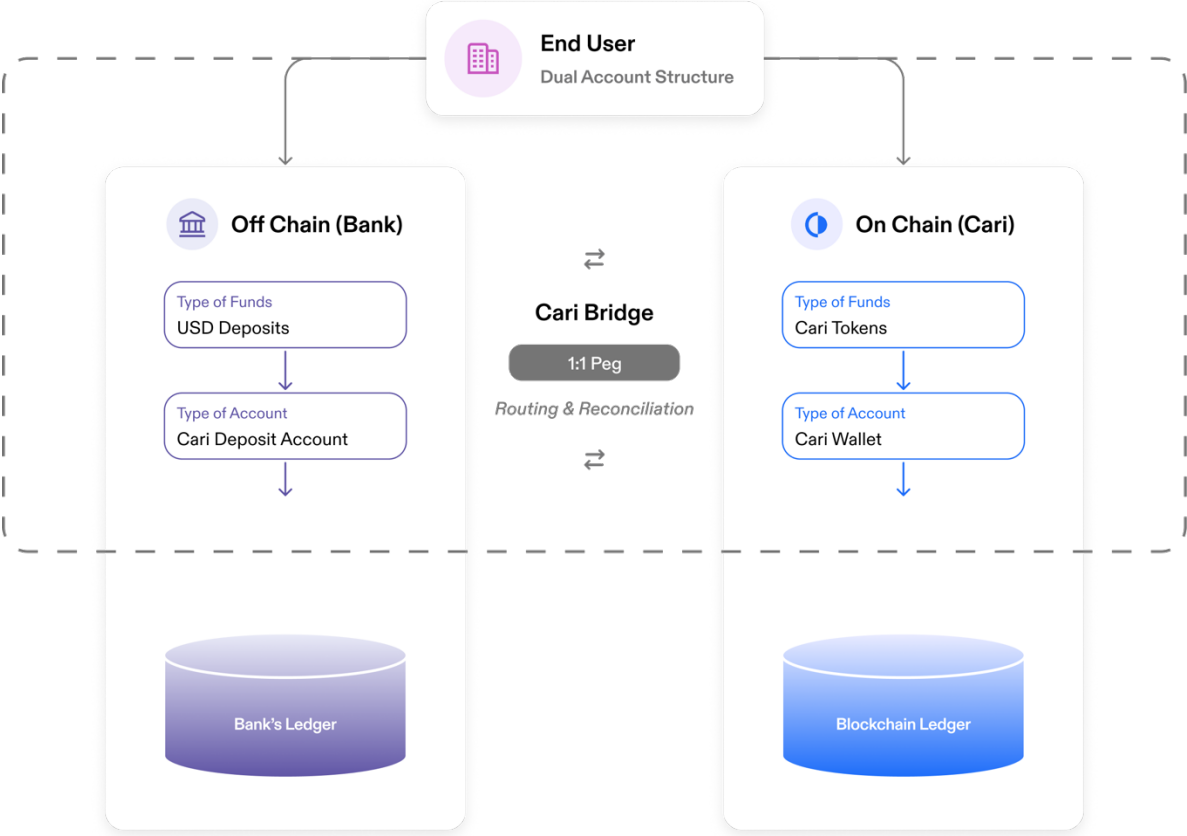 End User
Dual Account Structure
Off Chain (Bank)
Type of Funds
USD Deposits
Type of Account
Cari Deposit Account
Bank's Ledger
Cari Bridge
1:1 Peg
Routing & Reconciliation
On Chain (Cari)
Type of Funds
Cari Tokens
Type of Account
Cari Wallet
Blockchain Ledger